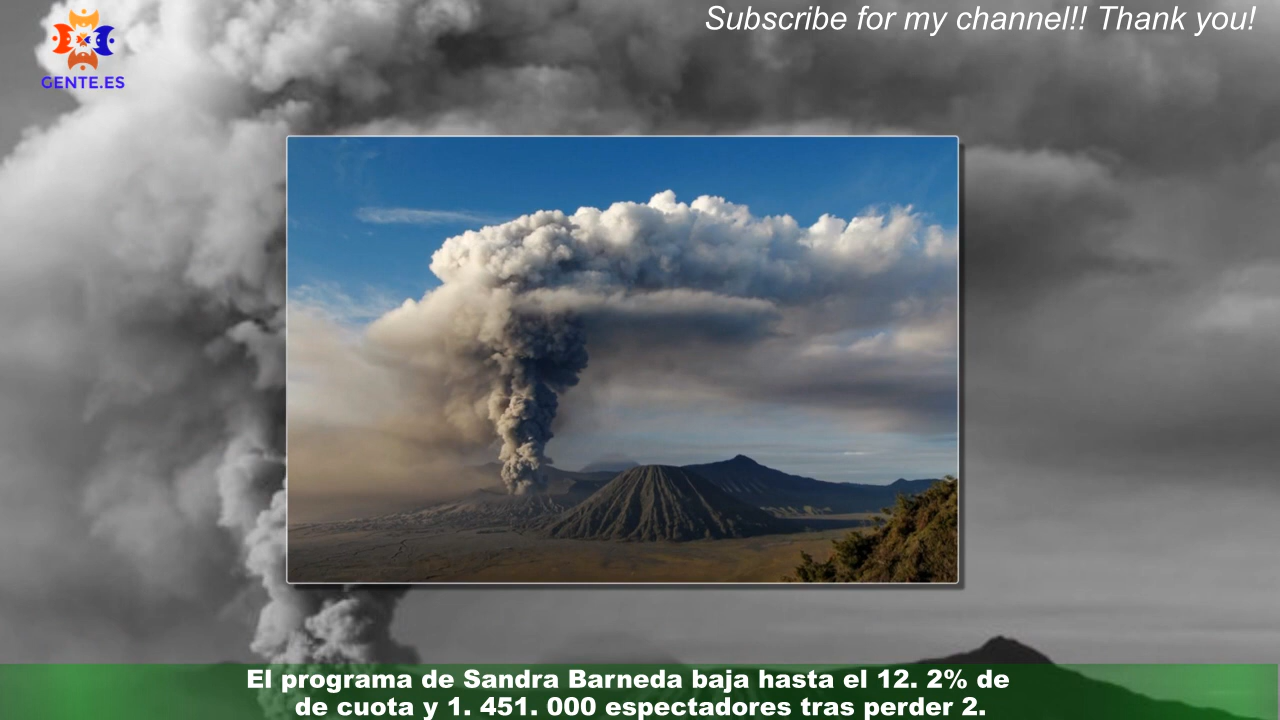 Subscribe for my channel!! Thank you!
GENTE.ES
El programa de Sandra Barneda baja hasta el 12. 2% de
de cuota y 1. 451. 000 espectadores tras perder 2.